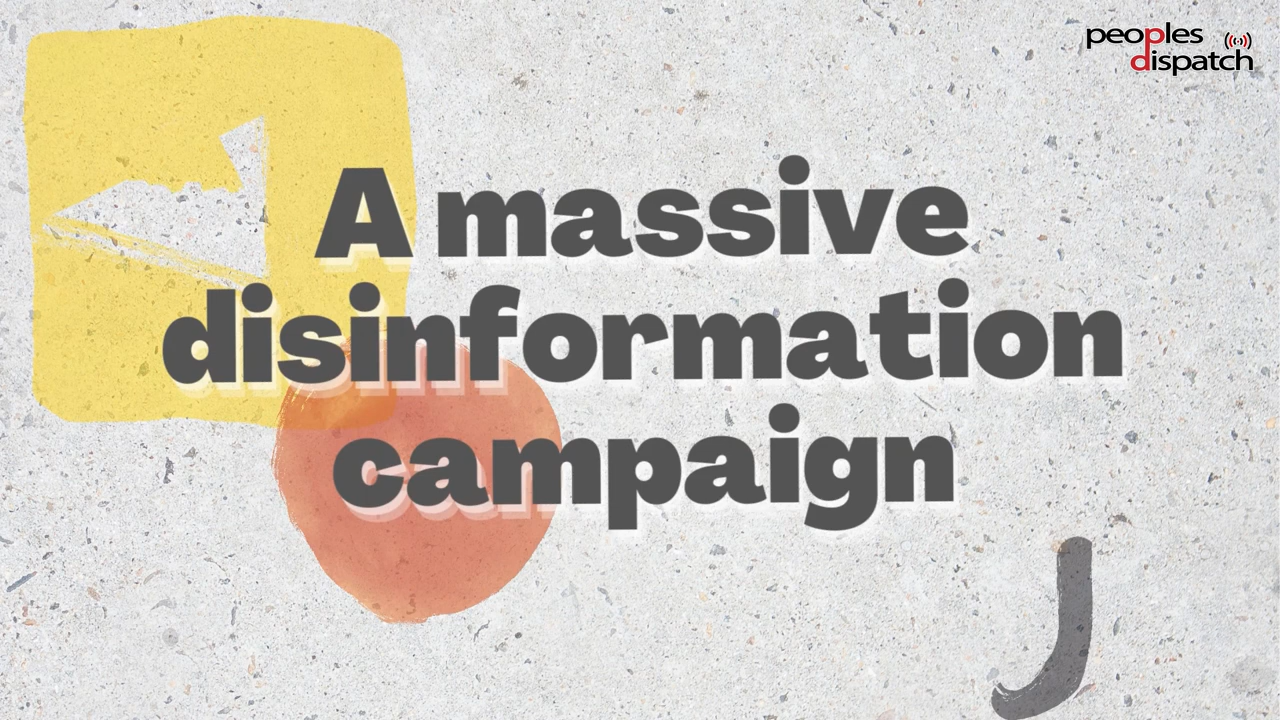 peoples
dispatch
A massive
disinformation
campaign